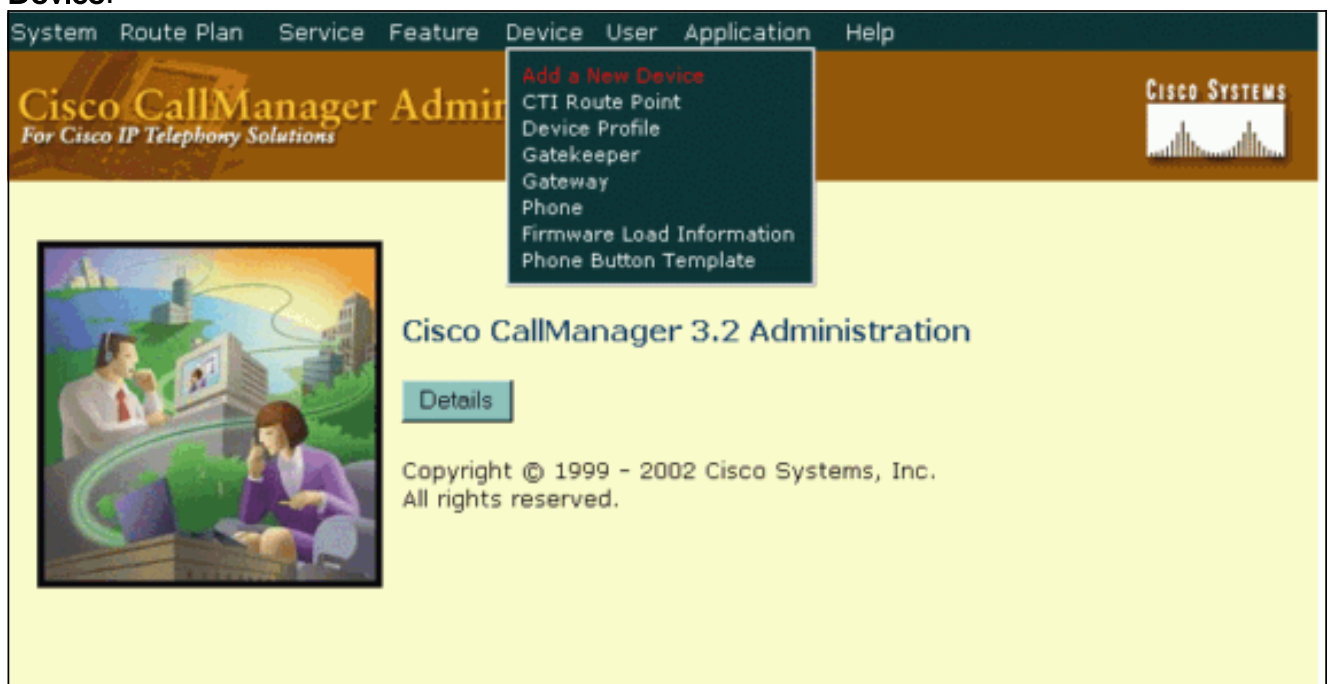 Device.
System Route Plan Service Feature Device User Application Help
Add a New Device
CTI Route Point
Device Profile
Gatekeeper
Gateway
Phone
Firmware Load Information
Phone Button Template
Cisco CallManager Admin
For Cisco IP Telephony Solutions
CISCO SYSTEMS
Cisco CallManager 3.2 Administration
Details
Copyright © 1999 - 2002 Cisco Systems, Inc.
All rights reserved.